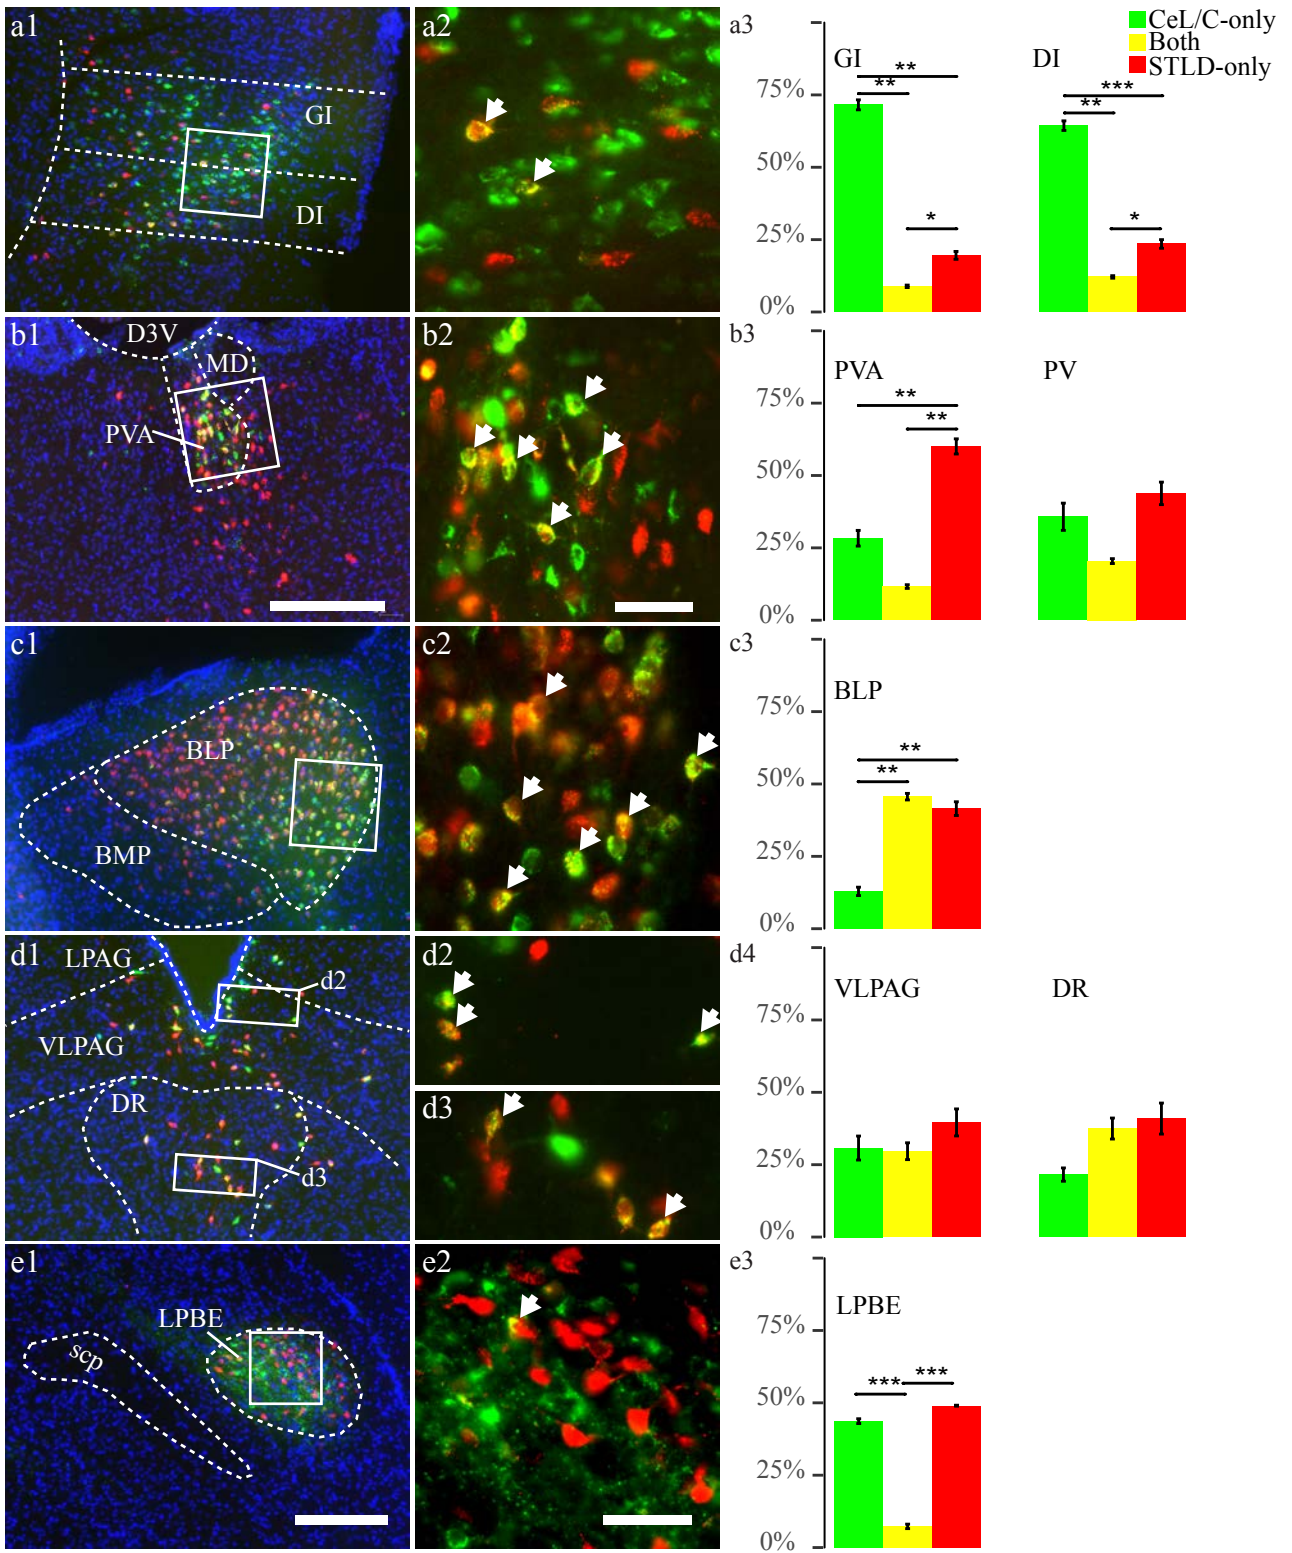 a1
GI
DI
a2
a3
CeL/C-only
Both
STLD-only
GI
DI
75%
50%
25%
0%
**
**
*
***
**
*
b1
D3V
MD
PVA
b2
b3
PVA
PV
75%
50%
25%
0%
**
**
c1
BLP
BMP
c2
c3
BLP
75%
50%
25%
0%
**
**
d1
LPAG
d2
VLPAG
DR
d3
d2
d3
d4
VLPAG
DR
75%
50%
25%
0%
e1
LPBE
scp
e2
e3
LPBE
75%
50%
25%
0%
***
***